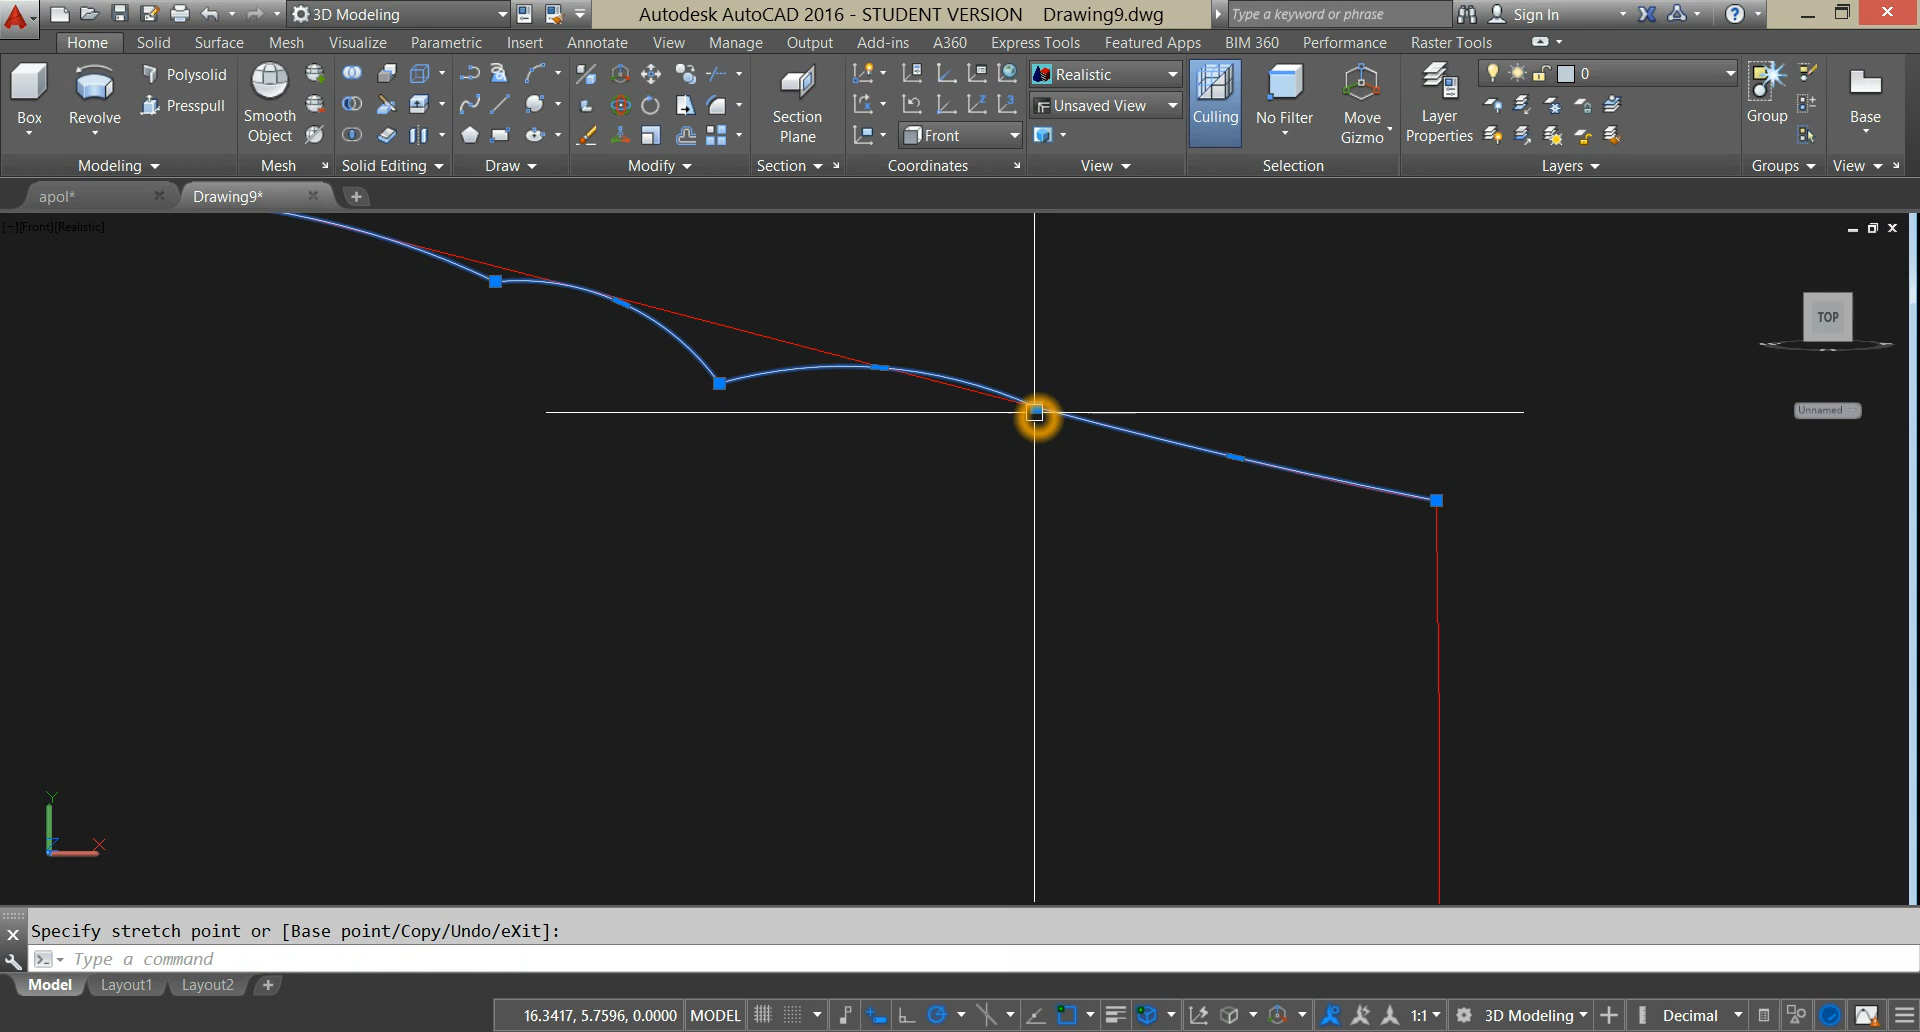 3D Modeling
Autodesk AutoCAD 2016 - STUDENT VERSION Drawing9.dwg
Type a keyword or phrase
Sign In
Home Solid Surface Mesh Visualize Parametric Insert Annotate View Manage Output Add-ins A360 Express Tools Featured Apps BIM 360 Performance Raster Tools
Box
Revolve
Polysolid
Presspull
Smooth
Object
Section
Plane
Front
Realistic
Unsaved View
Culling
No Filter
Move
Gizmo
Layer
Properties
0
Group
Base
Modeling Mesh Solid Editing Draw Modify Section Coordinates View Selection Layers Groups View
apol* Drawing9*
[−][Front][Realistic]
TOP
Unnamed
Y
X
Z
Specify stretch point or [Base point/Copy/Undo/eXit]:
Type a command
Model Layout1 Layout2
16.3417, 5.7596, 0.0000 MODEL 1:1 3D Modeling Decimal